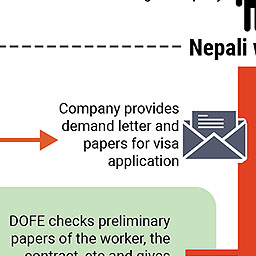 Nepali
Company provides
demand letter and
papers for visa
application
DOFE checks preliminary
papers of the worker, the
contract, etc and gives